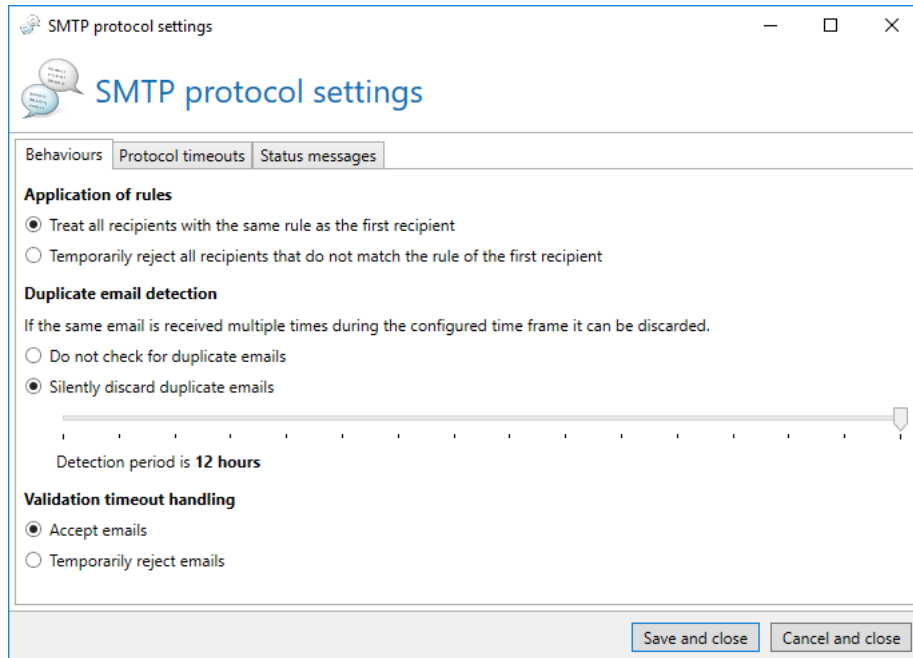 SMTP protocol settings
SMTP protocol settings
Behaviours Protocol timeouts Status messages
Application of rules
Treat all recipients with the same rule as the first recipient
Temporarily reject all recipients that do not match the rule of the first recipient
Duplicate email detection
If the same email is received multiple times during the configured time frame it can be discarded.
Do not check for duplicate emails
Silently discard duplicate emails
Detection period is 12 hours
Validation timeout handling
Accept emails
Temporarily reject emails
Save and close Cancel and close